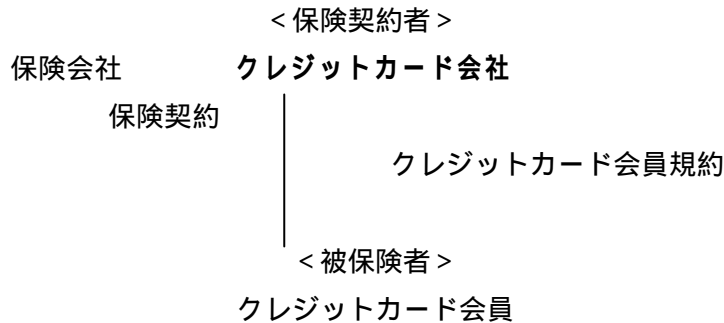 <保険契約者>
保険会社 クレジットカード会社
保険契約
クレジットカード会員規約
<被保険者>
クレジットカード会員